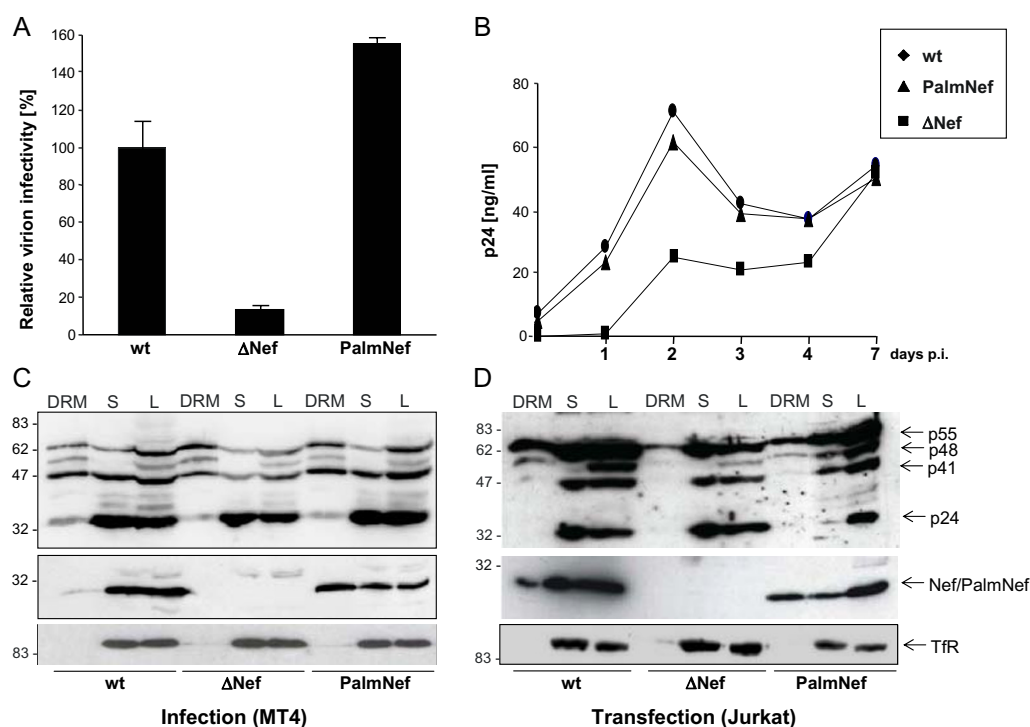 A
Relative virion infectivity [%]
160
140
120
100
80
60
40
20
0
wt
ΔNef
PalmNef
B
p24 [ng/ml]
80
60
40
20
0
1
2
3
4
7
days p.i.
wt
PalmNef
ΔNef
C
DRM S L DRM S L DRM S L
83 -
62 -
47 -
32 -
32 -
83 -
wt
ΔNef
PalmNef
Infection (MT4)
D
DRM S L DRM S L DRM S L
83 -
62 -
47 -
32 -
32 -
83 -
p55
p48
p41
p24
Nef/PalmNef
TfR
wt
ΔNef
PalmNef
Transfection (Jurkat)